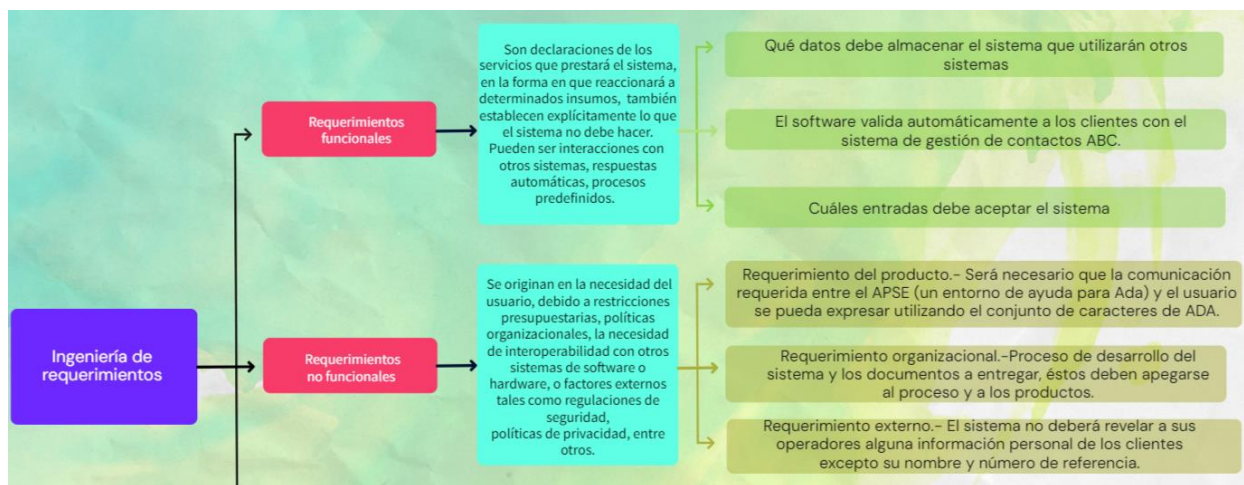 Ingeniería de
requerimientos
Requerimientos
funcionales
Son declaraciones de los
servicios que prestará el sistema,
en la forma en que reaccionará a
determinados insumos, también
establecen explícitamente lo que
el sistema no debe hacer.
Pueden ser interacciones con
otros sistemas, respuestas
automáticas, procesos
predefinidos.
Qué datos debe almacenar el sistema que utilizarán otros
sistemas
El software valida automáticamente a los clientes con el
sistema de gestión de contactos ABC.
Cuáles entradas debe aceptar el sistema
Requerimientos
no funcionales
Se originan en la necesidad del
usuario, debido a restricciones
presupuestarias, políticas
organizacionales, la necesidad
de interoperabilidad con otros
sistemas de software o
hardware, o factores externos
tales como regulaciones de
seguridad,
políticas de privacidad, entre
otros.
Requerimiento del producto.- Será necesario que la comunicación
requerida entre el APSE (un entorno de ayuda para Ada) y el usuario
se pueda expresar utilizando el conjunto de caracteres de ADA.
Requerimiento organizacional.-Proceso de desarrollo del
sistema y los documentos a entregar, éstos deben apegarse
al proceso y a los productos.
Requerimiento externo.- El sistema no deberá revelar a sus
operadores alguna información personal de los clientes
excepto su nombre y número de referencia.